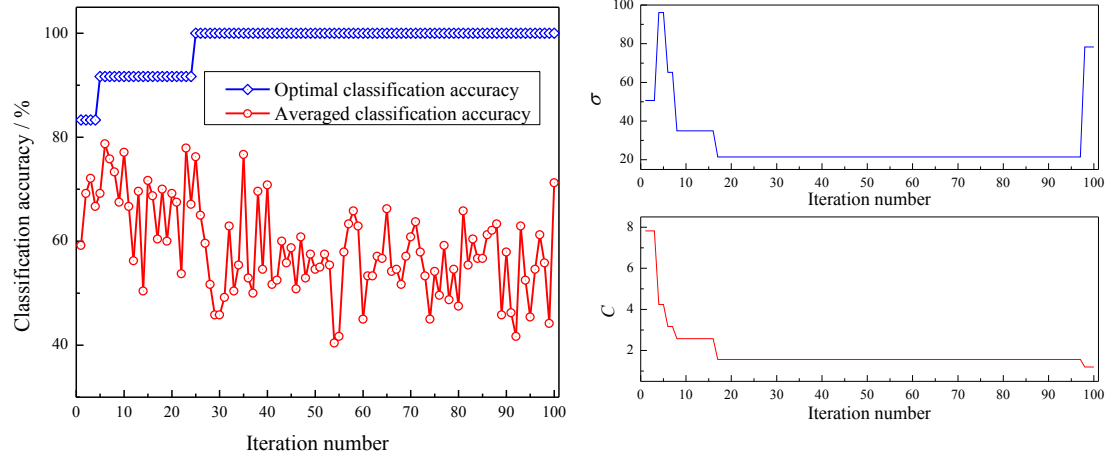 100
80
60
40
Classification accuracy / %
Optimal classification accuracy
Averaged classification accuracy
0 10 20 30 40 50 60 70 80 90 100
Iteration number
100
80
60
40
20
σ
0 10 20 30 40 50 60 70 80 90 100
Iteration number
8
6
4
2
C
0 10 20 30 40 50 60 70 80 90 100
Iteration number